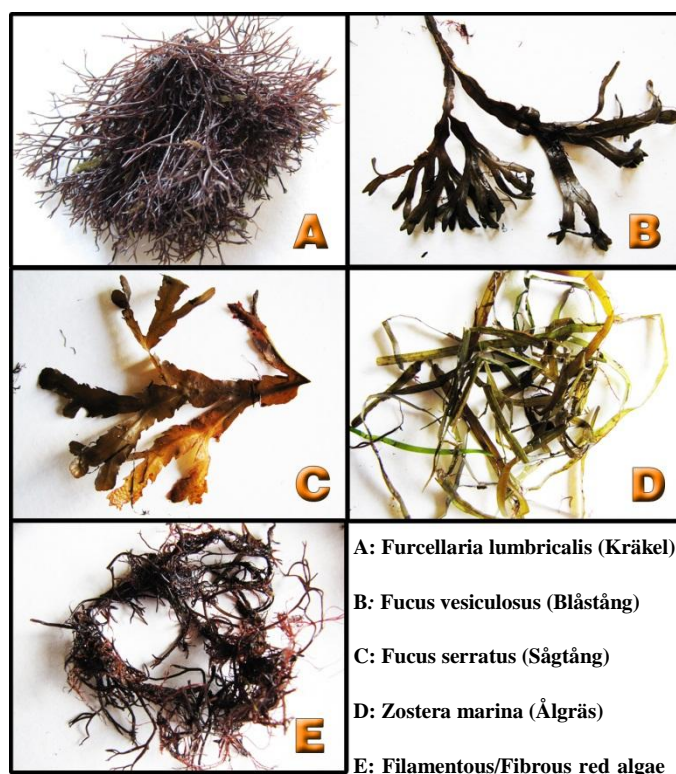 A
B
C
D
E
A: Furcellaria lumbricalis (Kräkel)
B: Fucus vesiculosus (Blåstång)
C: Fucus serratus (Sågtång)
D: Zostera marina (Ålgräs)
E: Filamentous/Fibrous red algae